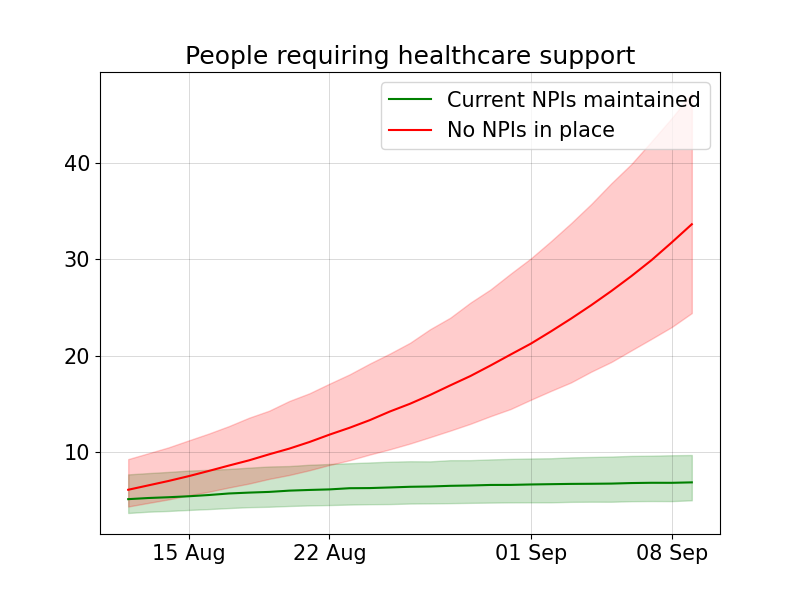 People requiring healthcare support
Current NPIs maintained
No NPIs in place
40
30
20
10
15 Aug
22 Aug
01 Sep
08 Sep